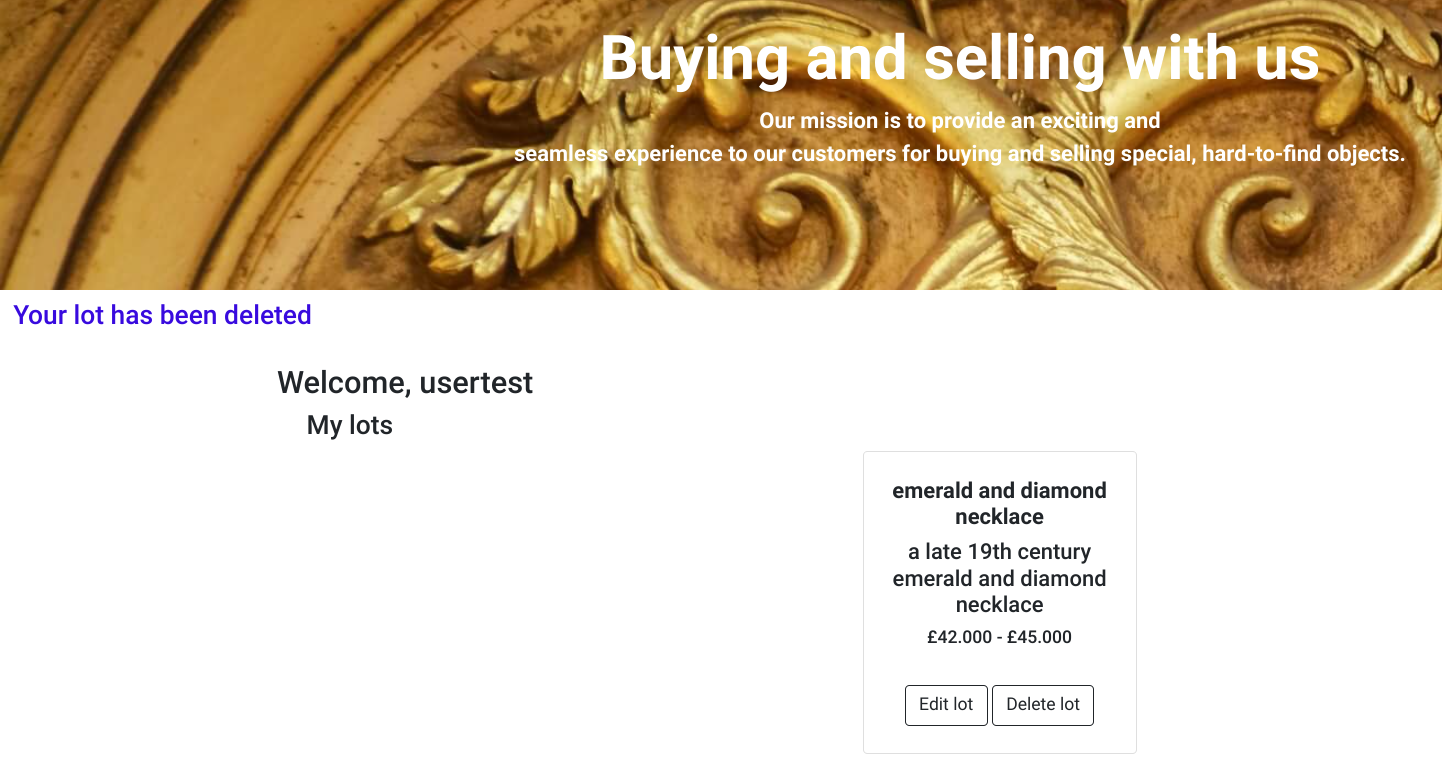 Buying and selling with us
Our mission is to provide an exciting and
seamless experience to our customers for buying and selling special, hard-to-find objects.
Your lot has been deleted
Welcome, usertest
My lots
emerald and diamond
necklace
a late 19th century
emerald and diamond
necklace
£42.000 - £45.000
Edit lot
Delete lot